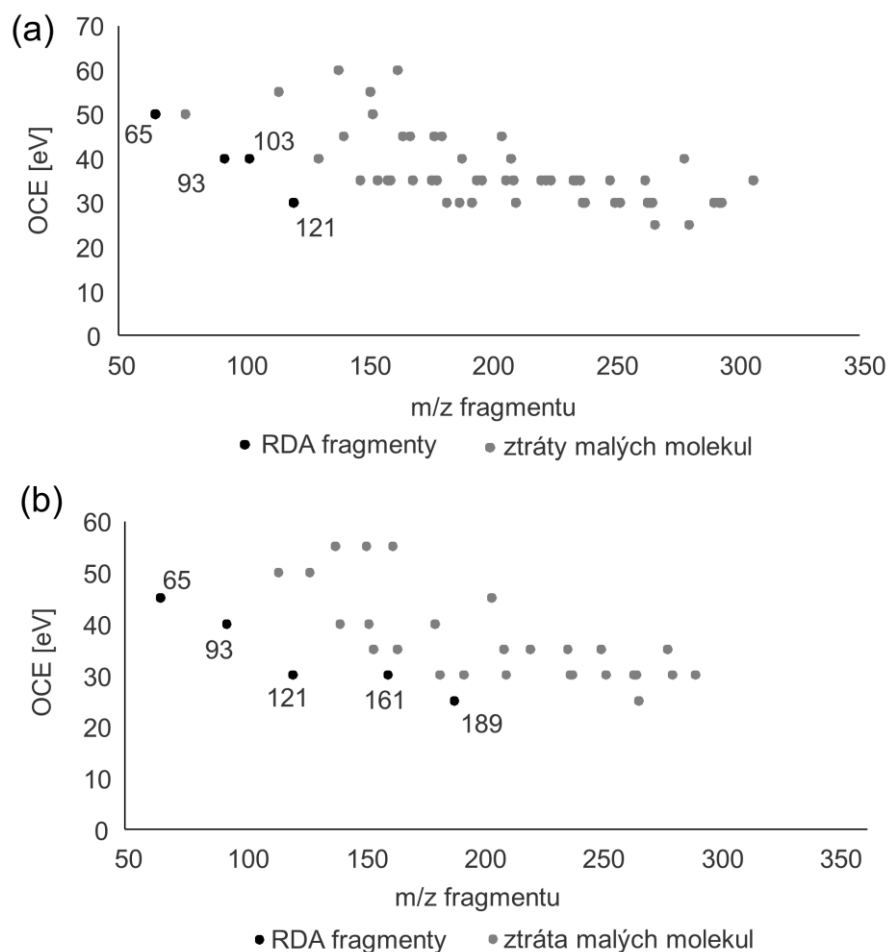 (a)
70
60
50
40
30
20
10
0
OCE [eV]
65
93
103
121
50 100 150 200 250 300 350
m/z fragmentu
RDA fragmenty ztráty malých molekul
(b)
60
50
40
30
20
10
0
OCE [eV]
65
93
121
161
189
50 100 150 200 250 300 350
m/z fragmentu
RDA fragmenty ztráta malých molekul